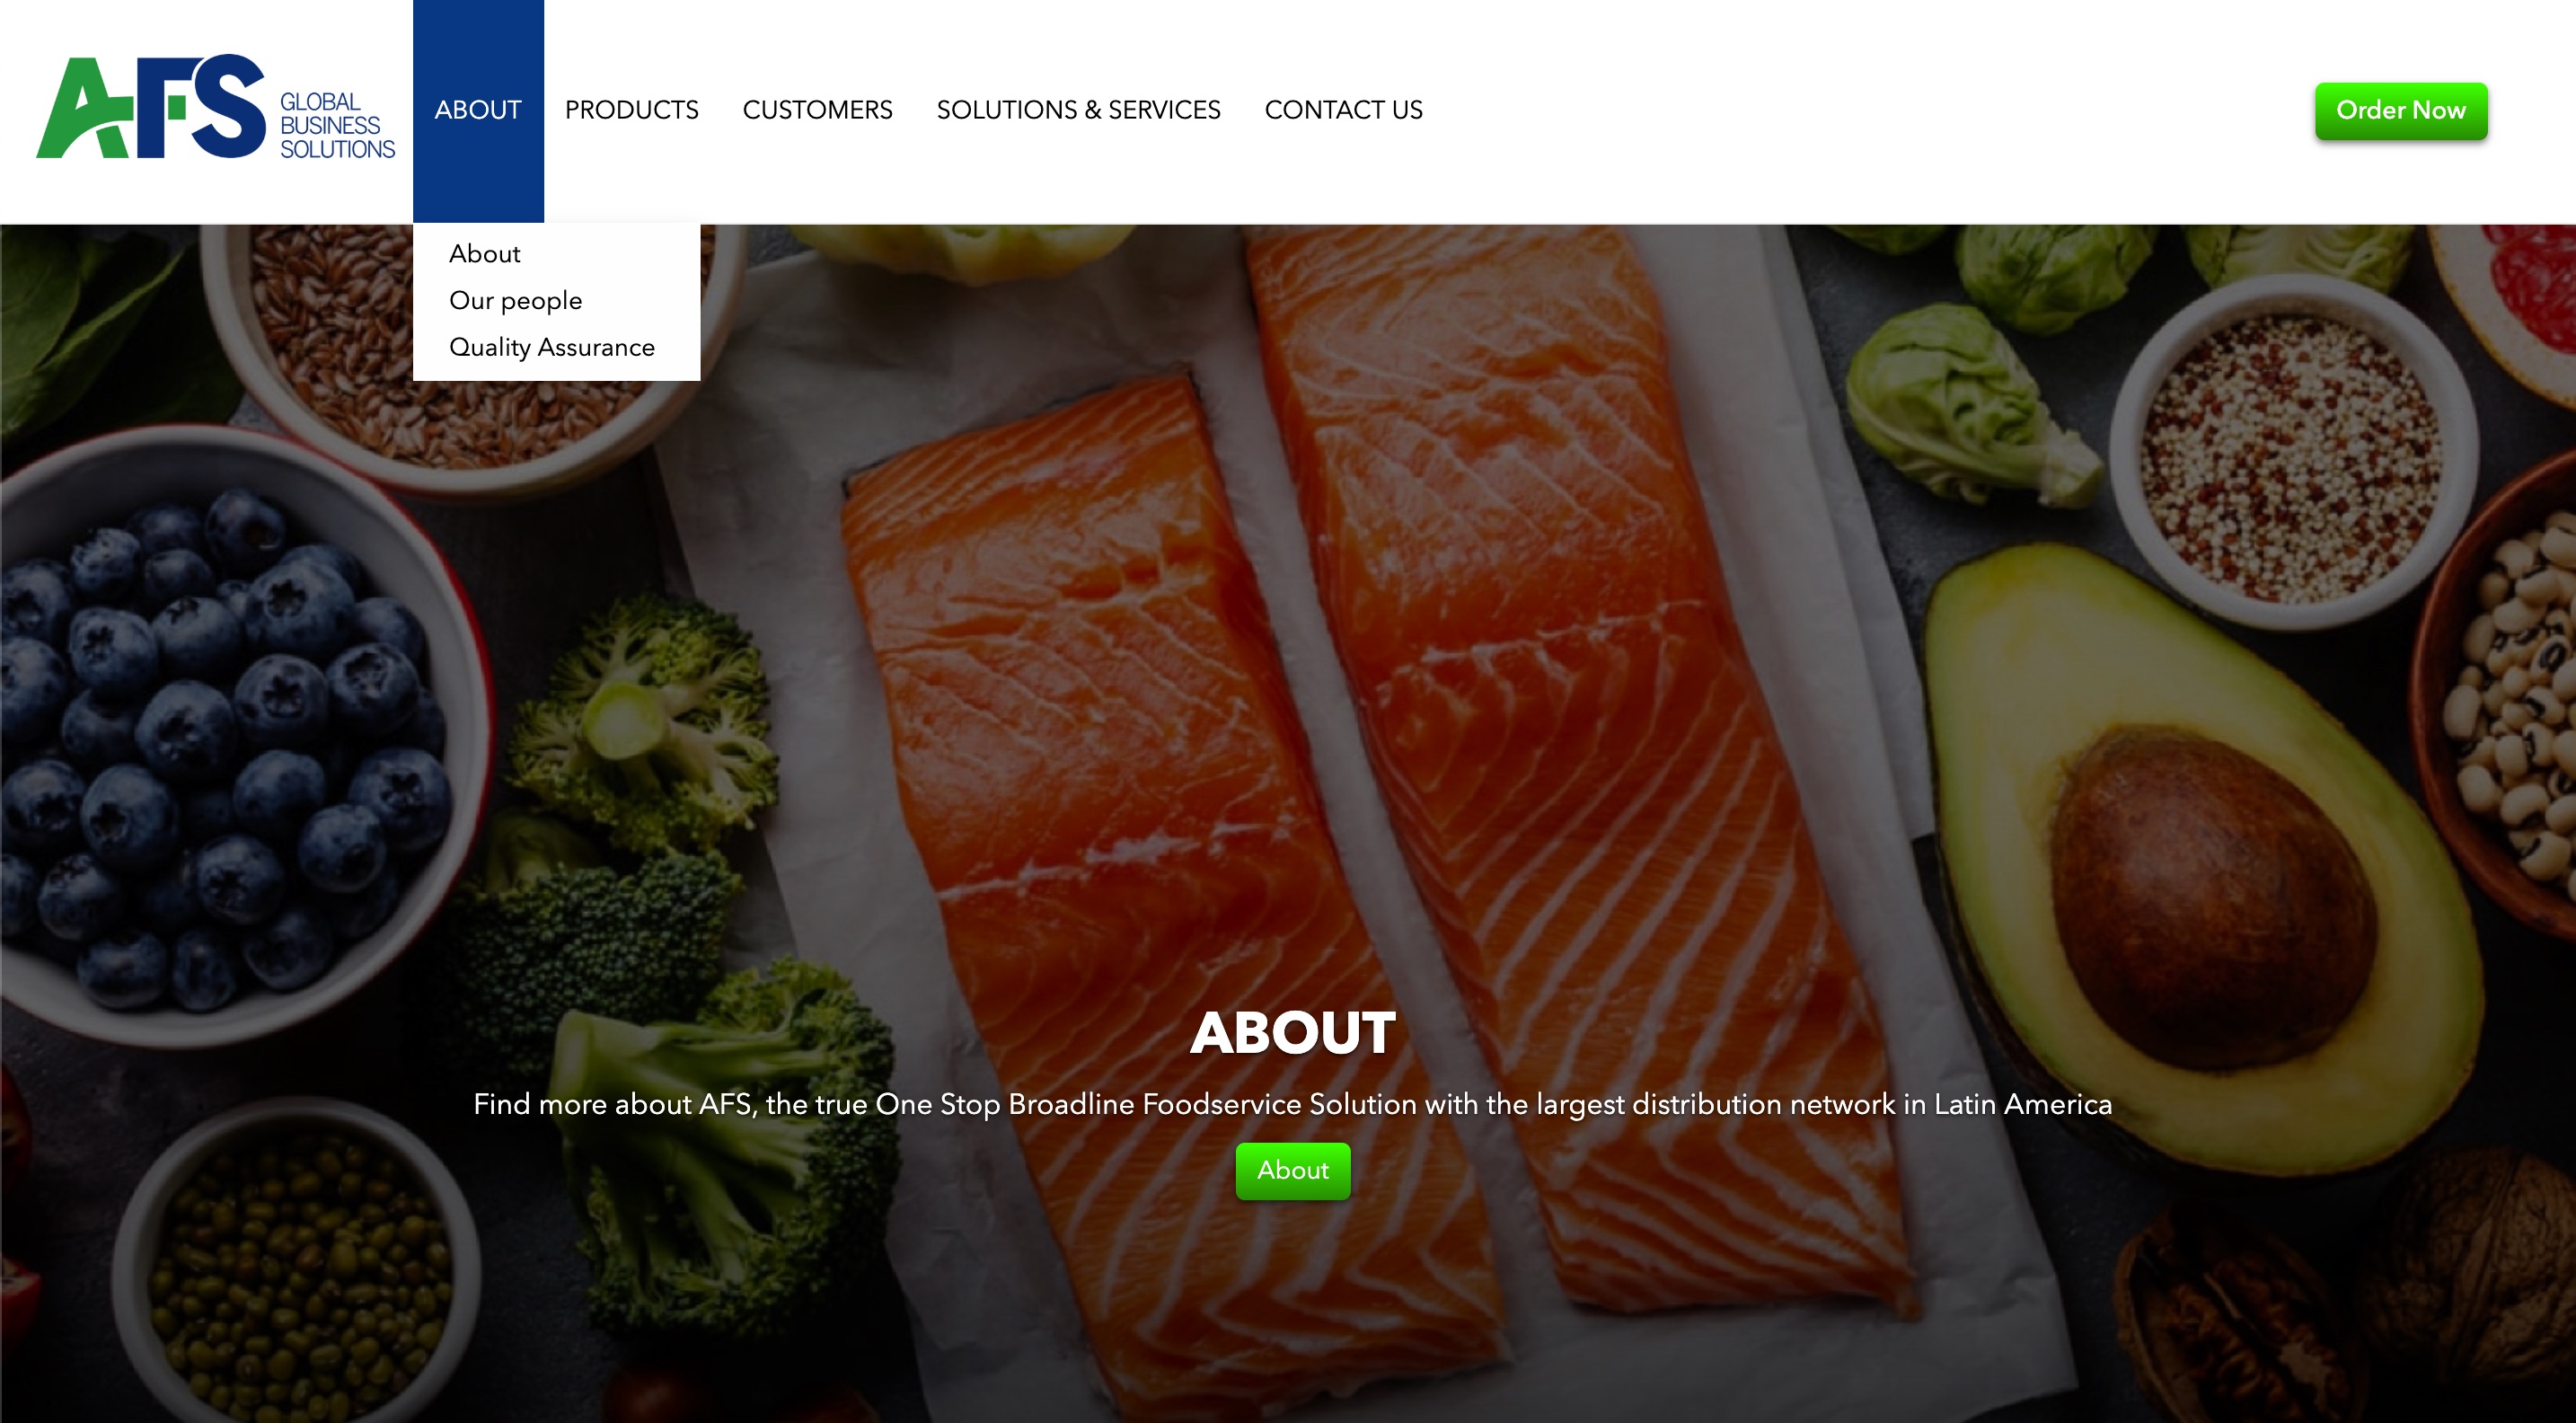 AFS
GLOBAL
BUSINESS
SOLUTIONS
ABOUT
PRODUCTS
CUSTOMERS
SOLUTIONS & SERVICES
CONTACT US
Order Now
About
Our people
Quality Assurance
ABOUT
Find more about AFS, the true One Stop Broadline Foodservice Solution with the largest distribution network in Latin America
About